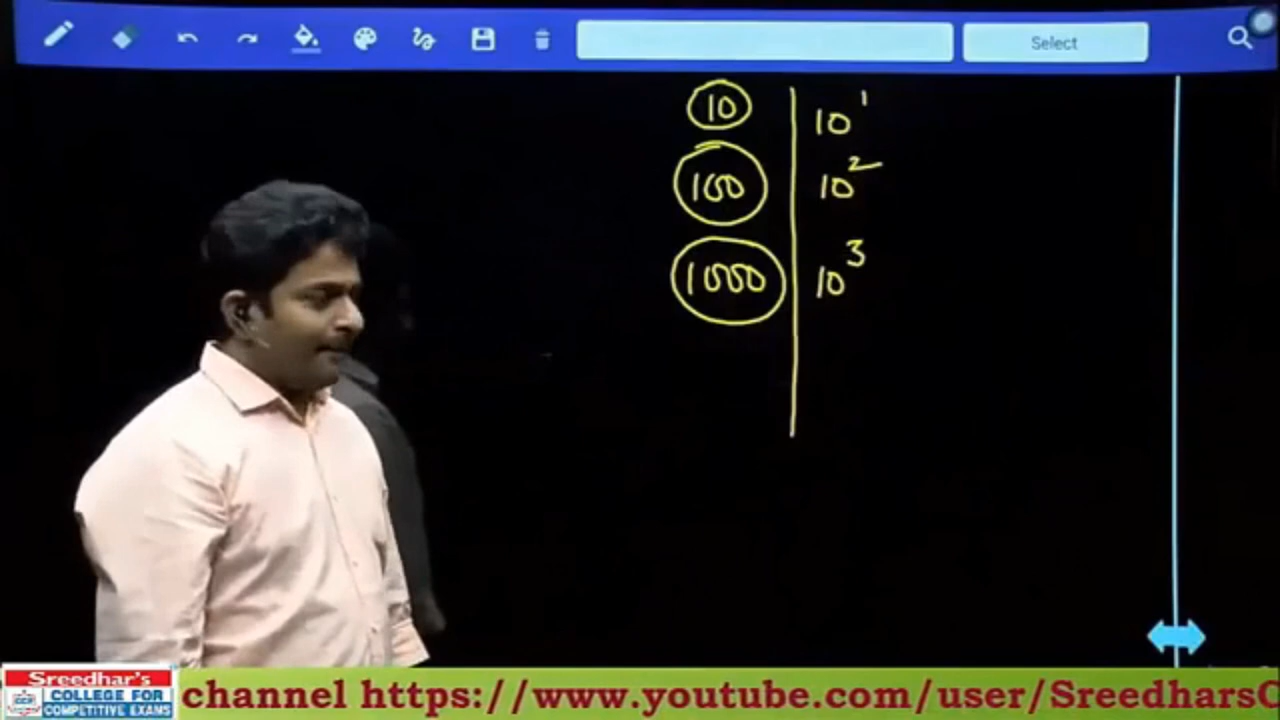 Select
10 10¹
100 10²
1000 10³
Sreedhar's
COLLEGE FOR
COMPETITIVE EXAMS
channel https://www.youtube.com/user/SreedharsC